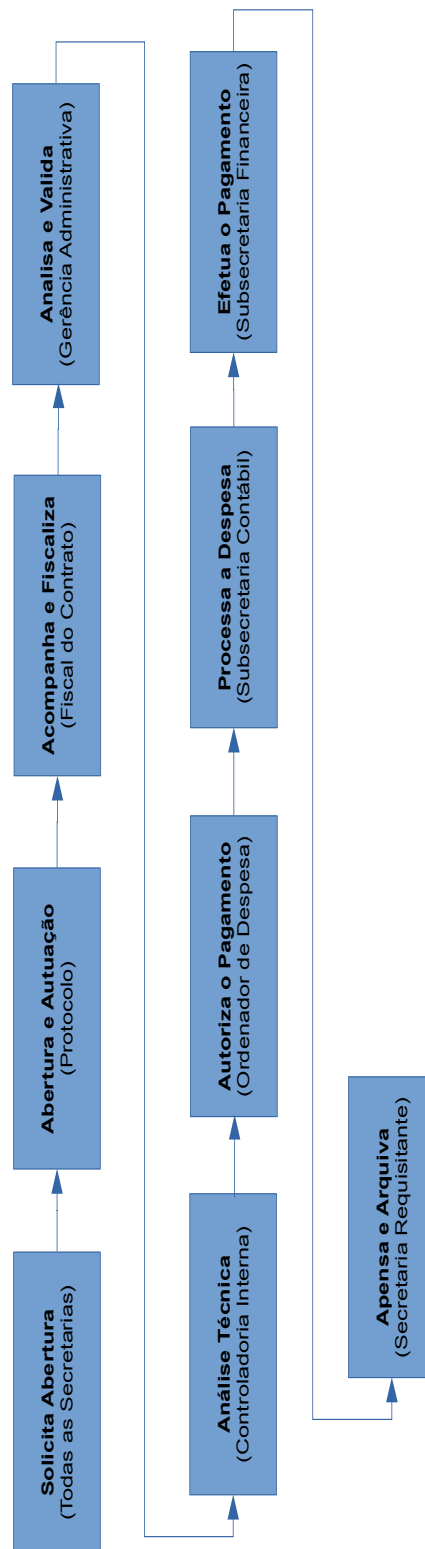 Solicita Abertura
(Todas as Secretarias)
Abertura e Autuação
(Protocolo)
Acompanha e Fiscaliza
(Fiscal do Contrato)
Analisa e Valida
(Gerência Administrativa)
Análise Técnica
(Controladoria Interna)
Autoriza o Pagamento
(Ordenador de Despesa)
Processa a Despesa
(Subsecretaria Contábil)
Efetua o Pagamento
(Subsecretaria Financeira)
Apensa e Arquiva
(Secretaria Requisitante)